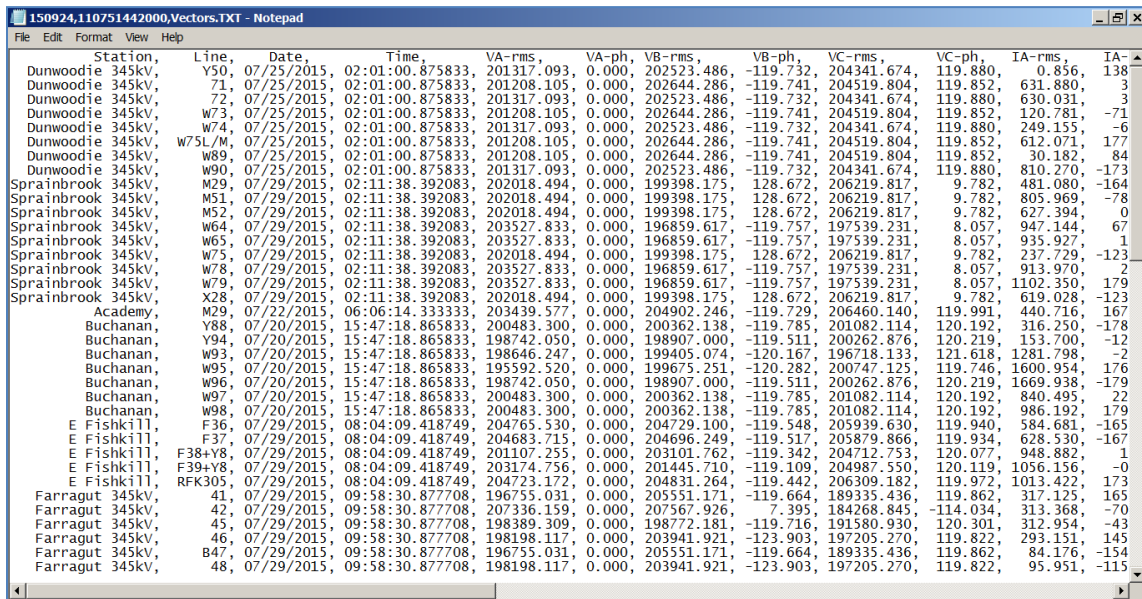 150924,110751442000,Vectors.TXT - Notepad
File Edit Format View Help
Station, Line, Date, Time, VA-rms, VA-ph, VB-rms, VB-ph, VC-rms, VC-ph, IA-rms, IA-
Dunwoodie 345kV, Y50, 07/25/2015, 02:01:00.875833, 201317.093, 0.000, 202523.486, -119.732, 204341.674, 119.880, 0.856, 138
Dunwoodie 345kV, 71, 07/25/2015, 02:01:00.875833, 201208.105, 0.000, 202644.286, -119.741, 204519.804, 119.852, 631.880, 3
Dunwoodie 345kV, 72, 07/25/2015, 02:01:00.875833, 201317.093, 0.000, 202523.486, -119.732, 204341.674, 119.880, 630.031, 3
Dunwoodie 345kV, W73, 07/25/2015, 02:01:00.875833, 201208.105, 0.000, 202644.286, -119.741, 204519.804, 119.852, 120.781, -71
Dunwoodie 345kV, W74, 07/25/2015, 02:01:00.875833, 201317.093, 0.000, 202523.486, -119.732, 204341.674, 119.880, 249.155, -6
Dunwoodie 345kV, W75L/M, 07/25/2015, 02:01:00.875833, 201208.105, 0.000, 202644.286, -119.741, 204519.804, 119.852, 612.071, 177
Dunwoodie 345kV, W89, 07/25/2015, 02:01:00.875833, 201208.105, 0.000, 202644.286, -119.741, 204519.804, 119.852, 30.182, 84
Dunwoodie 345kV, W90, 07/25/2015, 02:01:00.875833, 201317.093, 0.000, 202523.486, -119.732, 204341.674, 119.880, 810.270, -173
Sprainbrook 345kV, M29, 07/29/2015, 02:11:38.392083, 202018.494, 0.000, 199398.175, 128.672, 206219.817, 9.782, 481.080, -164
Sprainbrook 345kV, M51, 07/29/2015, 02:11:38.392083, 202018.494, 0.000, 199398.175, 128.672, 206219.817, 9.782, 805.969, -78
Sprainbrook 345kV, M52, 07/29/2015, 02:11:38.392083, 202018.494, 0.000, 199398.175, 128.672, 206219.817, 9.782, 627.394, 0
Sprainbrook 345kV, W64, 07/29/2015, 02:11:38.392083, 203527.833, 0.000, 196859.617, -119.757, 197539.231, 8.057, 947.144, 67
Sprainbrook 345kV, W65, 07/29/2015, 02:11:38.392083, 203527.833, 0.000, 196859.617, -119.757, 197539.231, 8.057, 935.927, 1
Sprainbrook 345kV, W75, 07/29/2015, 02:11:38.392083, 202018.494, 0.000, 199398.175, 128.672, 206219.817, 9.782, 237.729, -123
Sprainbrook 345kV, W78, 07/29/2015, 02:11:38.392083, 203527.833, 0.000, 196859.617, -119.757, 197539.231, 8.057, 913.970, 2
Sprainbrook 345kV, W79, 07/29/2015, 02:11:38.392083, 203527.833, 0.000, 196859.617, -119.757, 197539.231, 8.057, 1102.350, 179
Sprainbrook 345kV, X28, 07/29/2015, 02:11:38.392083, 202018.494, 0.000, 199398.175, 128.672, 206219.817, 9.782, 619.028, -123
Academy, M29, 07/22/2015, 06:06:14.333333, 203439.577, 0.000, 204902.246, -119.729, 206460.140, 119.991, 440.716, 167
Buchanan, Y88, 07/20/2015, 15:47:18.865833, 200483.300, 0.000, 200362.138, -119.785, 201082.114, 120.192, 316.250, -178
Buchanan, Y94, 07/20/2015, 15:47:18.865833, 198742.050, 0.000, 198907.000, -119.511, 200262.876, 120.219, 153.700, -12
Buchanan, W93, 07/20/2015, 15:47:18.865833, 198646.247, 0.000, 199405.074, -120.167, 196718.133, 121.618, 1281.798, -2
Buchanan, W95, 07/20/2015, 15:47:18.865833, 195592.520, 0.000, 199675.251, -120.282, 200747.125, 119.746, 1600.954, 176
Buchanan, W96, 07/20/2015, 15:47:18.865833, 198742.050, 0.000, 198907.000, -119.511, 200262.876, 120.219, 1669.938, -179
Buchanan, W97, 07/20/2015, 15:47:18.865833, 200483.300, 0.000, 200362.138, -119.785, 201082.114, 120.192, 840.495, 22
Buchanan, W98, 07/20/2015, 15:47:18.865833, 200483.300, 0.000, 200362.138, -119.785, 201082.114, 120.192, 986.192, 179
E Fishkill, F36, 07/29/2015, 08:04:09.418749, 204765.530, 0.000, 204729.100, -119.548, 205939.630, 119.940, 584.681, -165
E Fishkill, F37, 07/29/2015, 08:04:09.418749, 204683.715, 0.000, 204696.249, -119.517, 205879.866, 119.934, 628.530, -167
E Fishkill, F38+Y8, 07/29/2015, 08:04:09.418749, 201107.255, 0.000, 203101.762, -119.342, 204712.753, 120.077, 948.882, 1
E Fishkill, F39+Y8, 07/29/2015, 08:04:09.418749, 203174.756, 0.000, 201445.710, -119.109, 204987.550, 120.119, 1056.156, -0
E Fishkill, RFK305, 07/29/2015, 08:04:09.418749, 204723.172, 0.000, 204831.264, -119.442, 206309.182, 119.972, 1013.422, 173
Farragut 345kV, 41, 07/29/2015, 09:58:30.877708, 196755.031, 0.000, 205551.171, -119.664, 189335.436, 119.862, 317.125, 165
Farragut 345kV, 42, 07/29/2015, 09:58:30.877708, 207336.159, 0.000, 207567.926, 7.395, 184268.845, -114.034, 313.368, -70
Farragut 345kV, 45, 07/29/2015, 09:58:30.877708, 198389.309, 0.000, 198772.181, -119.716, 191580.930, 120.301, 312.954, -43
Farragut 345kV, 46, 07/29/2015, 09:58:30.877708, 198198.117, 0.000, 203941.921, -123.903, 197205.270, 119.822, 293.151, 145
Farragut 345kV, B47, 07/29/2015, 09:58:30.877708, 196755.031, 0.000, 205551.171, -119.664, 189335.436, 119.862, 84.176, -154
Farragut 345kV, 48, 07/29/2015, 09:58:30.877708, 198198.117, 0.000, 203941.921, -123.903, 197205.270, 119.822, 95.951, -115